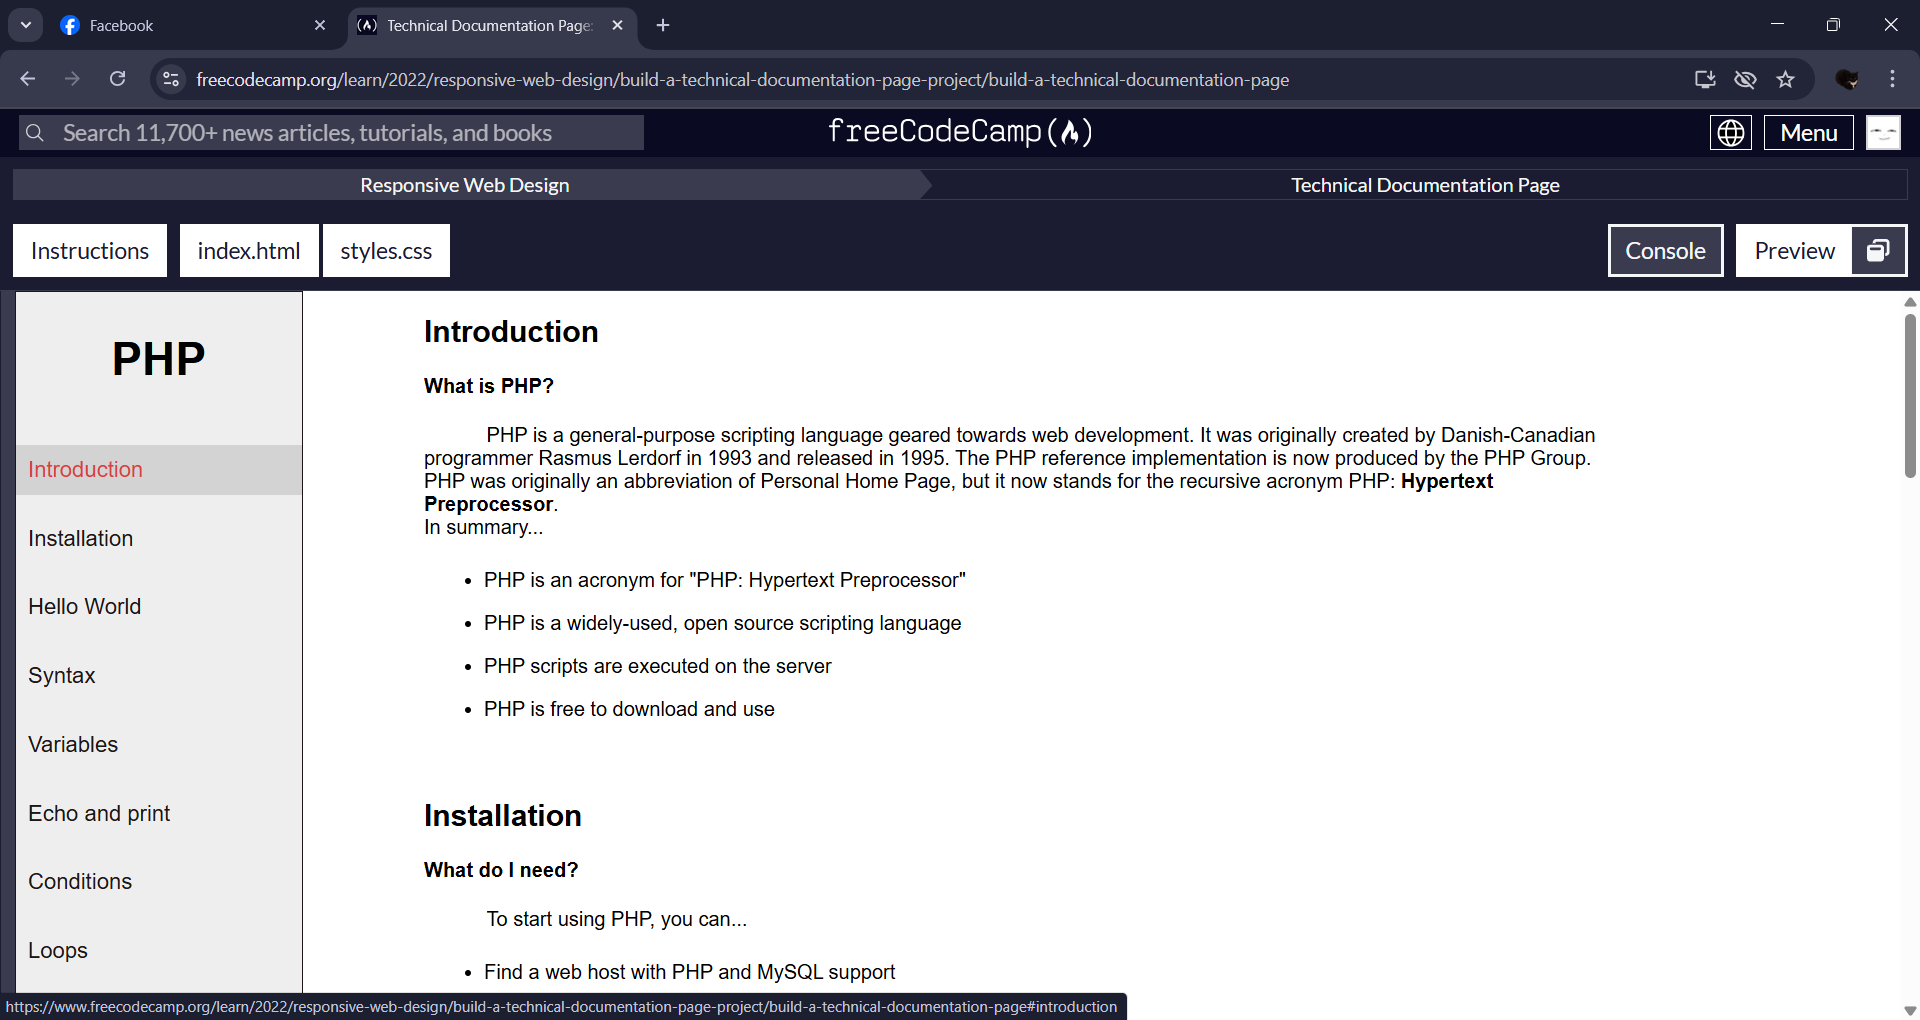 Facebook
Technical Documentation Page:
freecodecamp.org/learn/2022/responsive-web-design/build-a-technical-documentation-page-project/build-a-technical-documentation-page
Search 11,700+ news articles, tutorials, and books
freeCodeCamp
Menu
Responsive Web Design
Technical Documentation Page
Instructions
index.html
styles.css
Console
Preview
PHP
Introduction
Installation
Hello World
Syntax
Variables
Echo and print
Conditions
Loops
Introduction
What is PHP?
PHP is a general-purpose scripting language geared towards web development. It was originally created by Danish-Canadian
programmer Rasmus Lerdorf in 1993 and released in 1995. The PHP reference implementation is now produced by the PHP Group.
PHP was originally an abbreviation of Personal Home Page, but it now stands for the recursive acronym PHP: Hypertext
Preprocessor.
In summary...
• PHP is an acronym for "PHP: Hypertext Preprocessor"
• PHP is a widely-used, open source scripting language
• PHP scripts are executed on the server
• PHP is free to download and use
Installation
What do I need?
To start using PHP, you can...
• Find a web host with PHP and MySQL support
https://www.freecodecamp.org/learn/2022/responsive-web-design/build-a-technical-documentation-page-project/build-a-technical-documentation-page#introduction